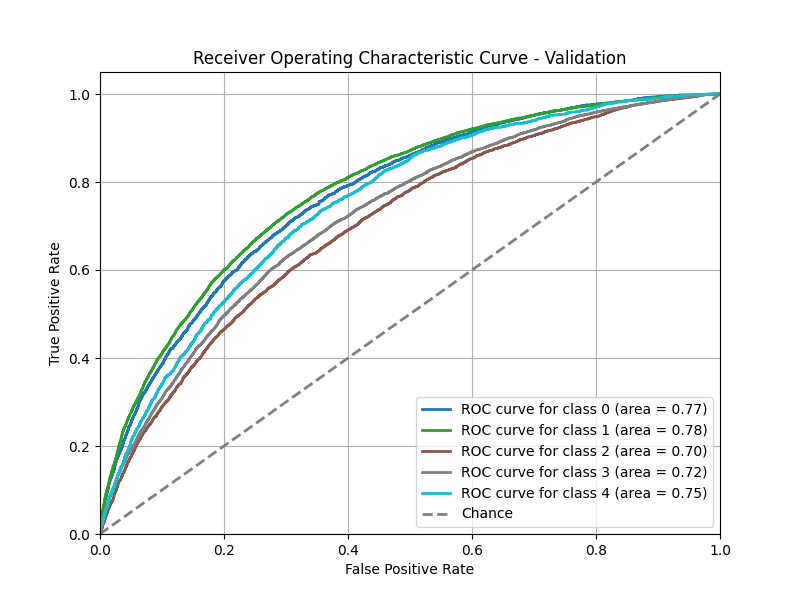 Receiver Operating Characteristic Curve - Validation
True Positive Rate
1.0
0.8
0.6
0.4
0.2
0.0
ROC curve for class 0 (area = 0.77)
ROC curve for class 1 (area = 0.78)
ROC curve for class 2 (area = 0.70)
ROC curve for class 3 (area = 0.72)
ROC curve for class 4 (area = 0.75)
Chance
0.0 0.2 0.4 0.6 0.8 1.0
False Positive Rate